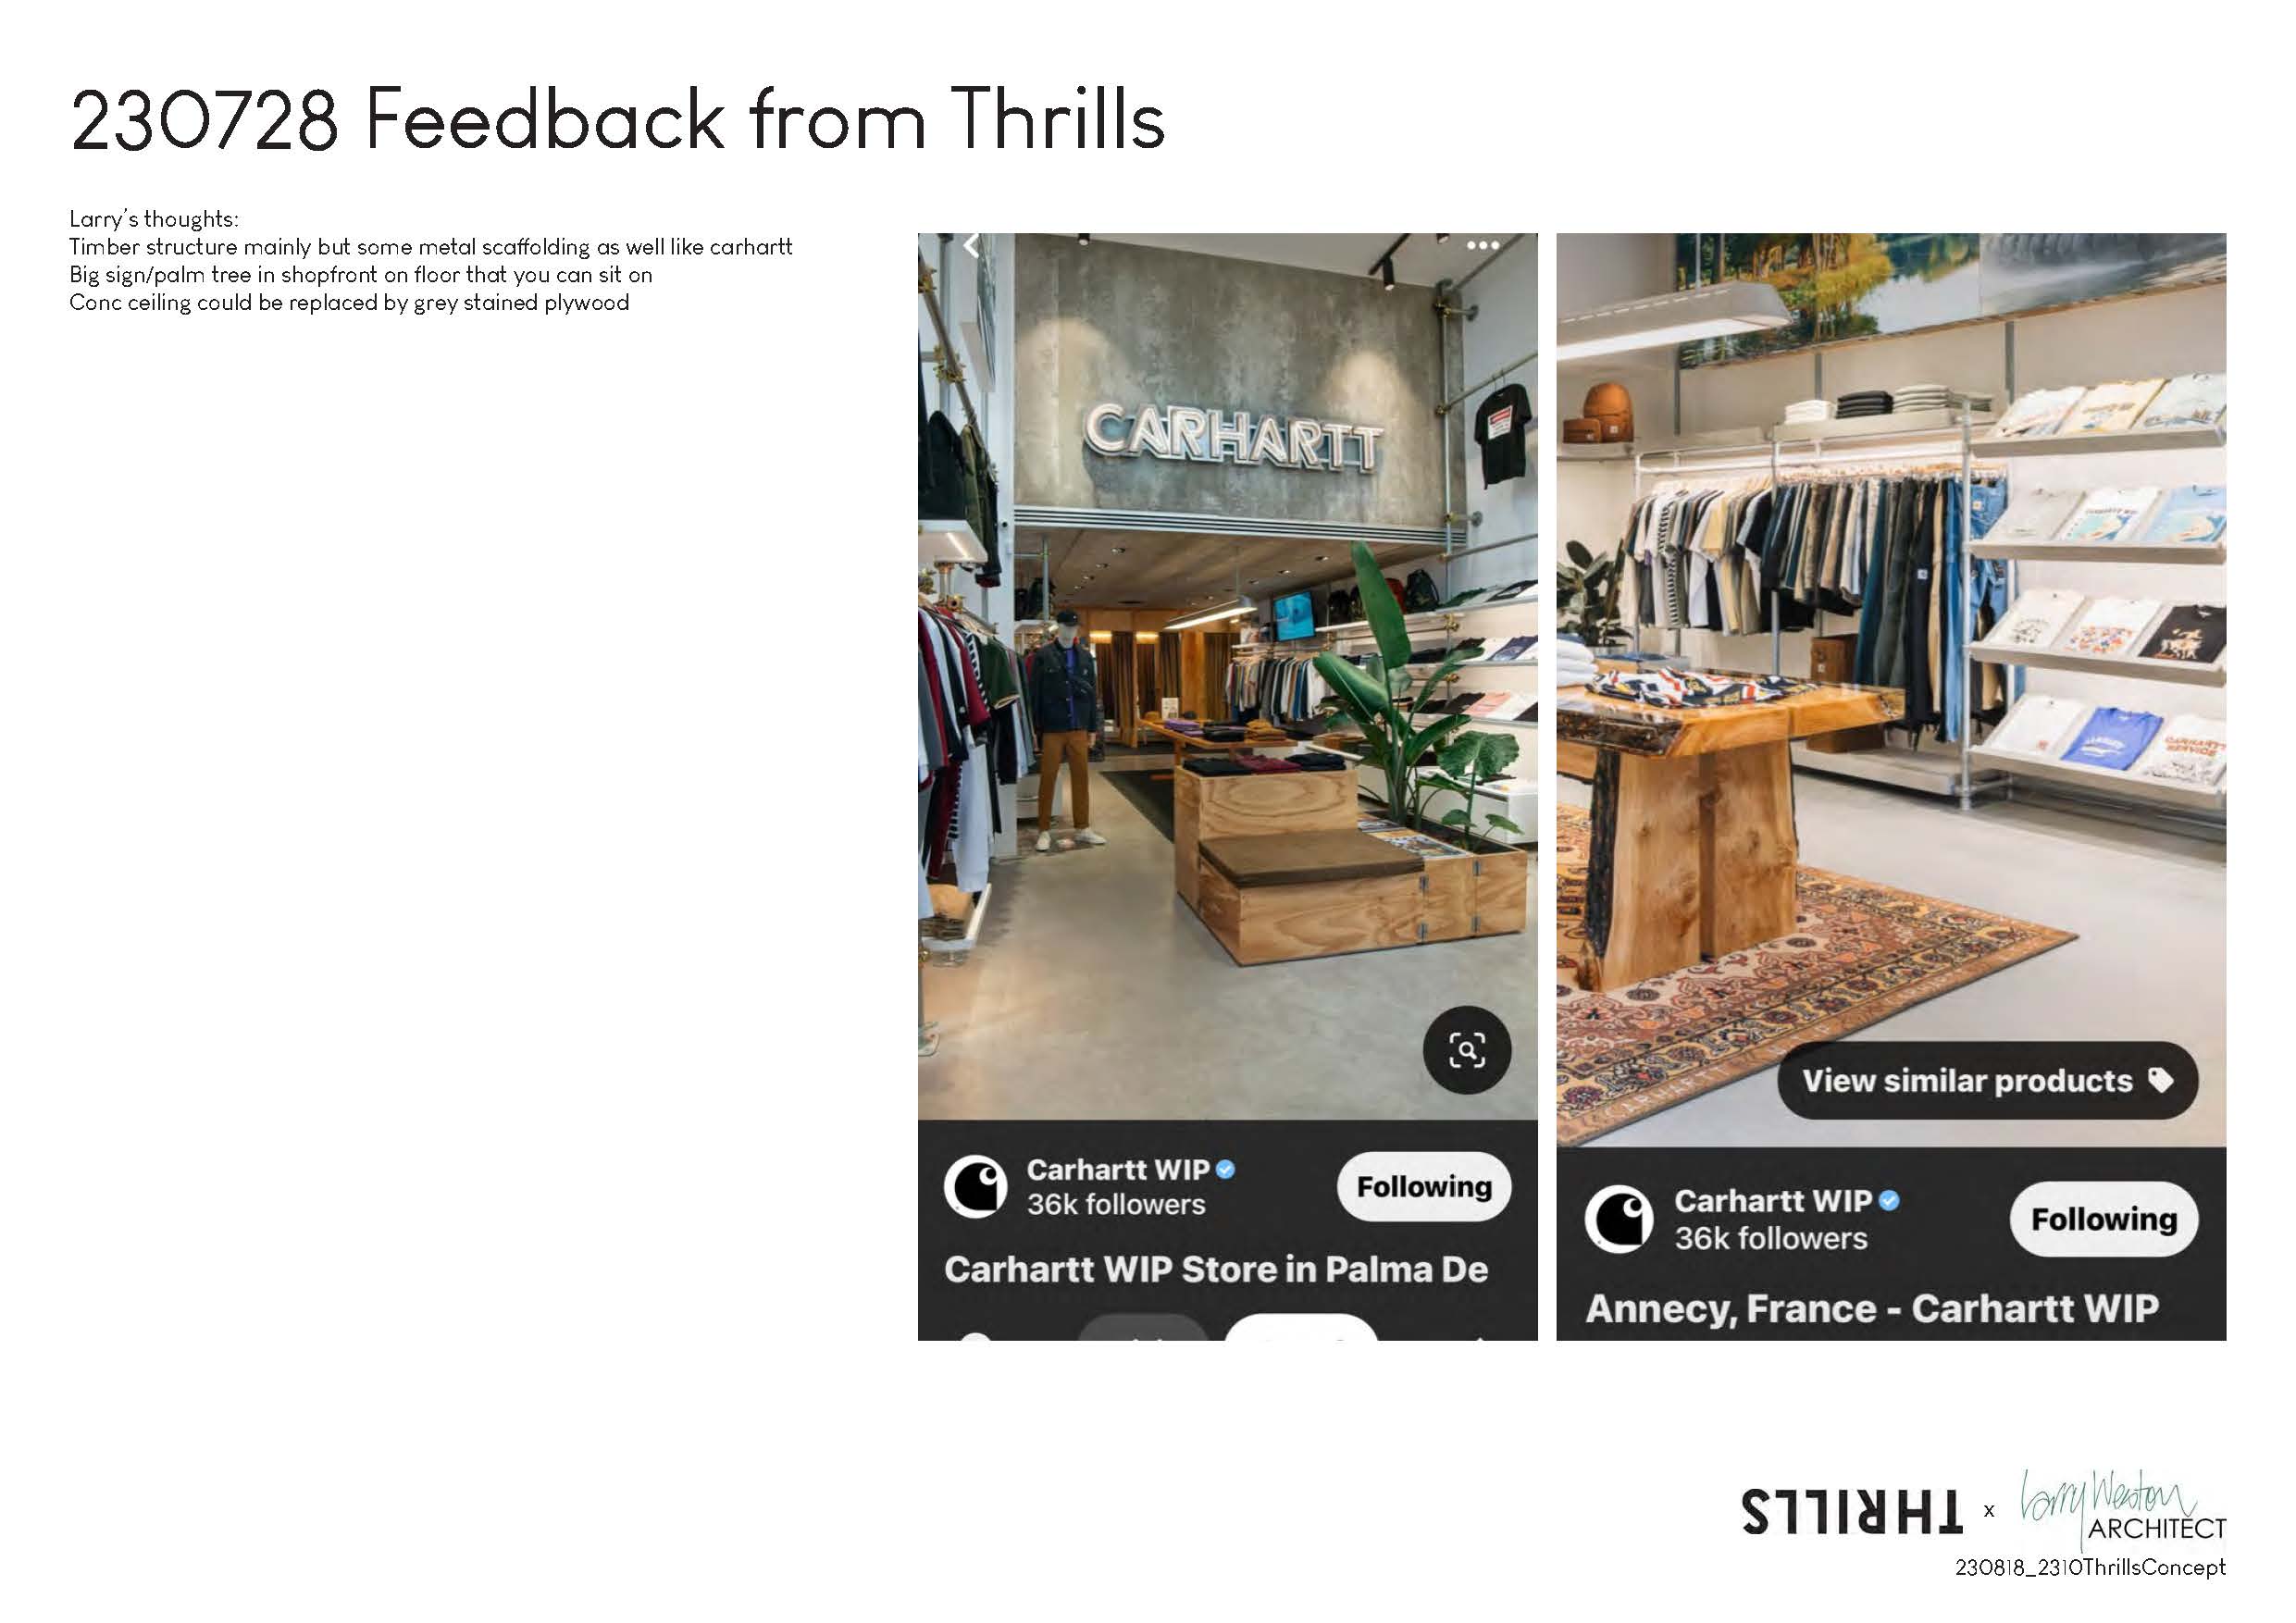 230728 Feedback from Thrills
Larry's thoughts:
Timber structure mainly but some metal scaffolding as well like carhartt
Big sign/palm tree in shopfront on floor that you can sit on
Conc ceiling could be replaced by grey stained plywood
CARHARTT
Carhartt WIP
36k followers
Following
Carhartt WIP Store in Palma De
View similar products
Carhartt WIP
36k followers
Following
Annecy, France - Carhartt WIP
THRILLS x Larry Weston
ARCHITECT
230818_2310ThrillsConcept